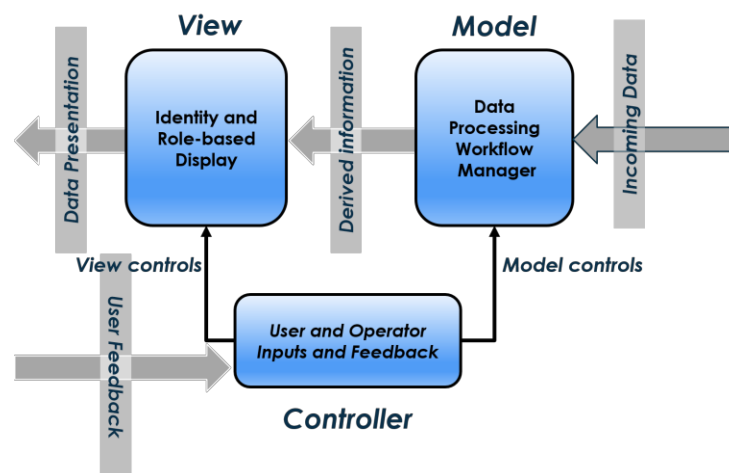 View
Model
Data Presentation
Identity and
Role-based
Display
Derived information
Data
Processing
Workflow
Manager
Incoming Data
View controls
Model controls
User Feedback
User and Operator
Inputs and Feedback
Controller